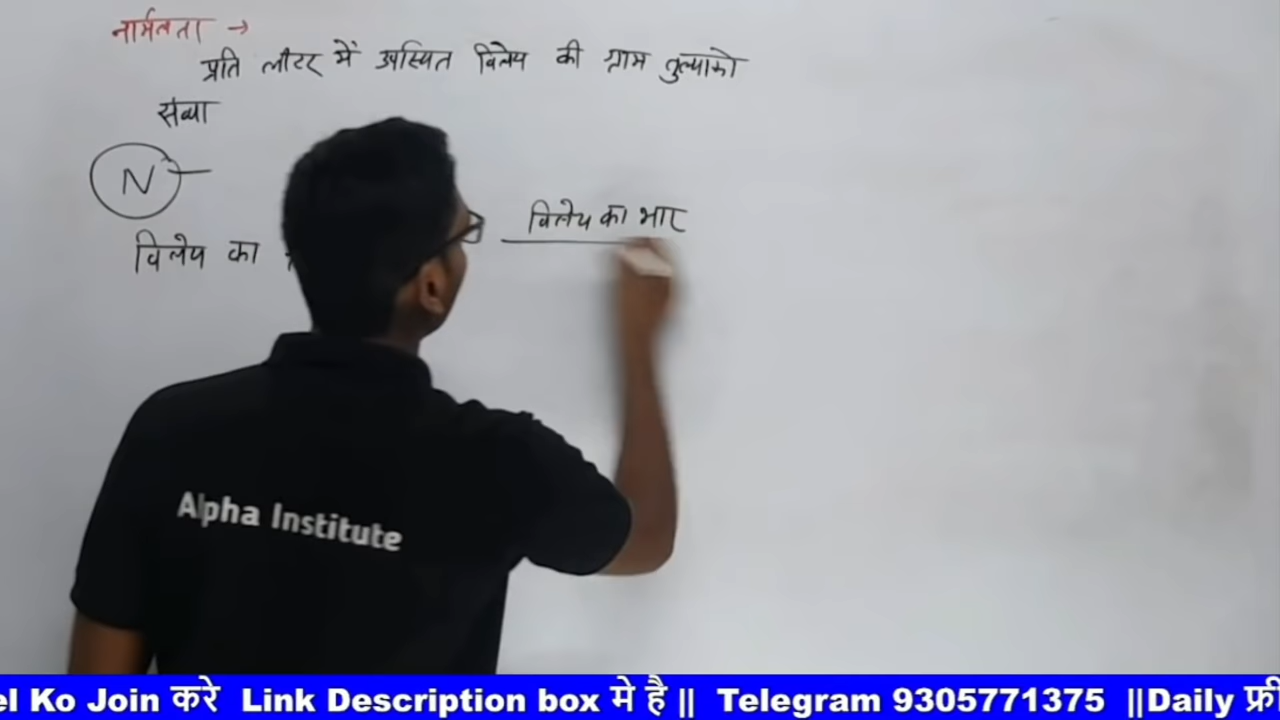 नार्मलता →
प्रति लीटर में उपस्थित विलेय की ग्राम तुल्याको
संख्या
N
विलेय का
विलेय का भार
Alpha Institute
el Ko Join करे Link Description box मे है || Telegram 9305771375 ||Daily फ्री